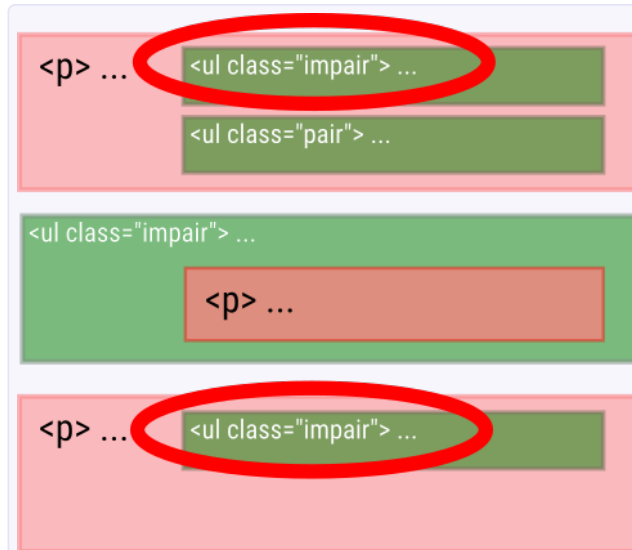 <p> ...
<ul class="impair"> ...
<ul class="pair"> ...
<ul class="impair"> ...
<p> ...
<p> ...
<ul class="impair"> ...